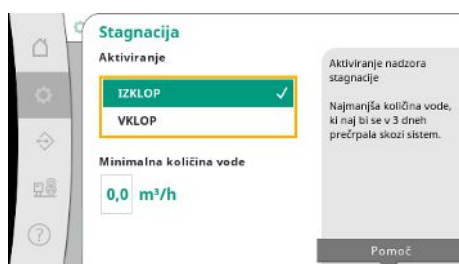 Stagnacija
Aktiviranje
IZKLOP
VKLOP
Minimalna količina vode
0,0 m³/h
Aktiviranje nadzora
stagnacije
Najmanjša količina vode,
ki naj bi se v 3 dneh
prečrpala skozi sistem.
Pomoč